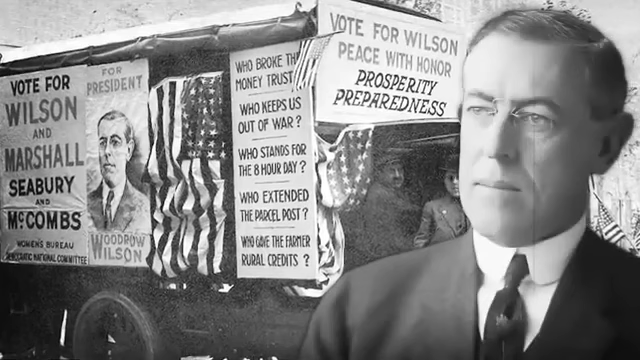 VOTE FOR
WILSON
AND
MARSHALL
SEABURY
AND
McCOMBS
WOMEN'S BUREAU
DEMOCRATIC NATIONAL COMMITTEE
FOR
PRESIDENT
WOODROW
WILSON
WHO BROKE THE
MONEY TRUST
WHO KEEPS US
OUT OF WAR?
WHO STANDS FOR
THE 8 HOUR DAY?
WHO EXTENDED
THE PARCEL POST?
WHO GAVE THE FARMER
RURAL CREDITS?
VOTE FOR WILSON
PEACE WITH HONOR
PROSPERITY
PREPAREDNESS